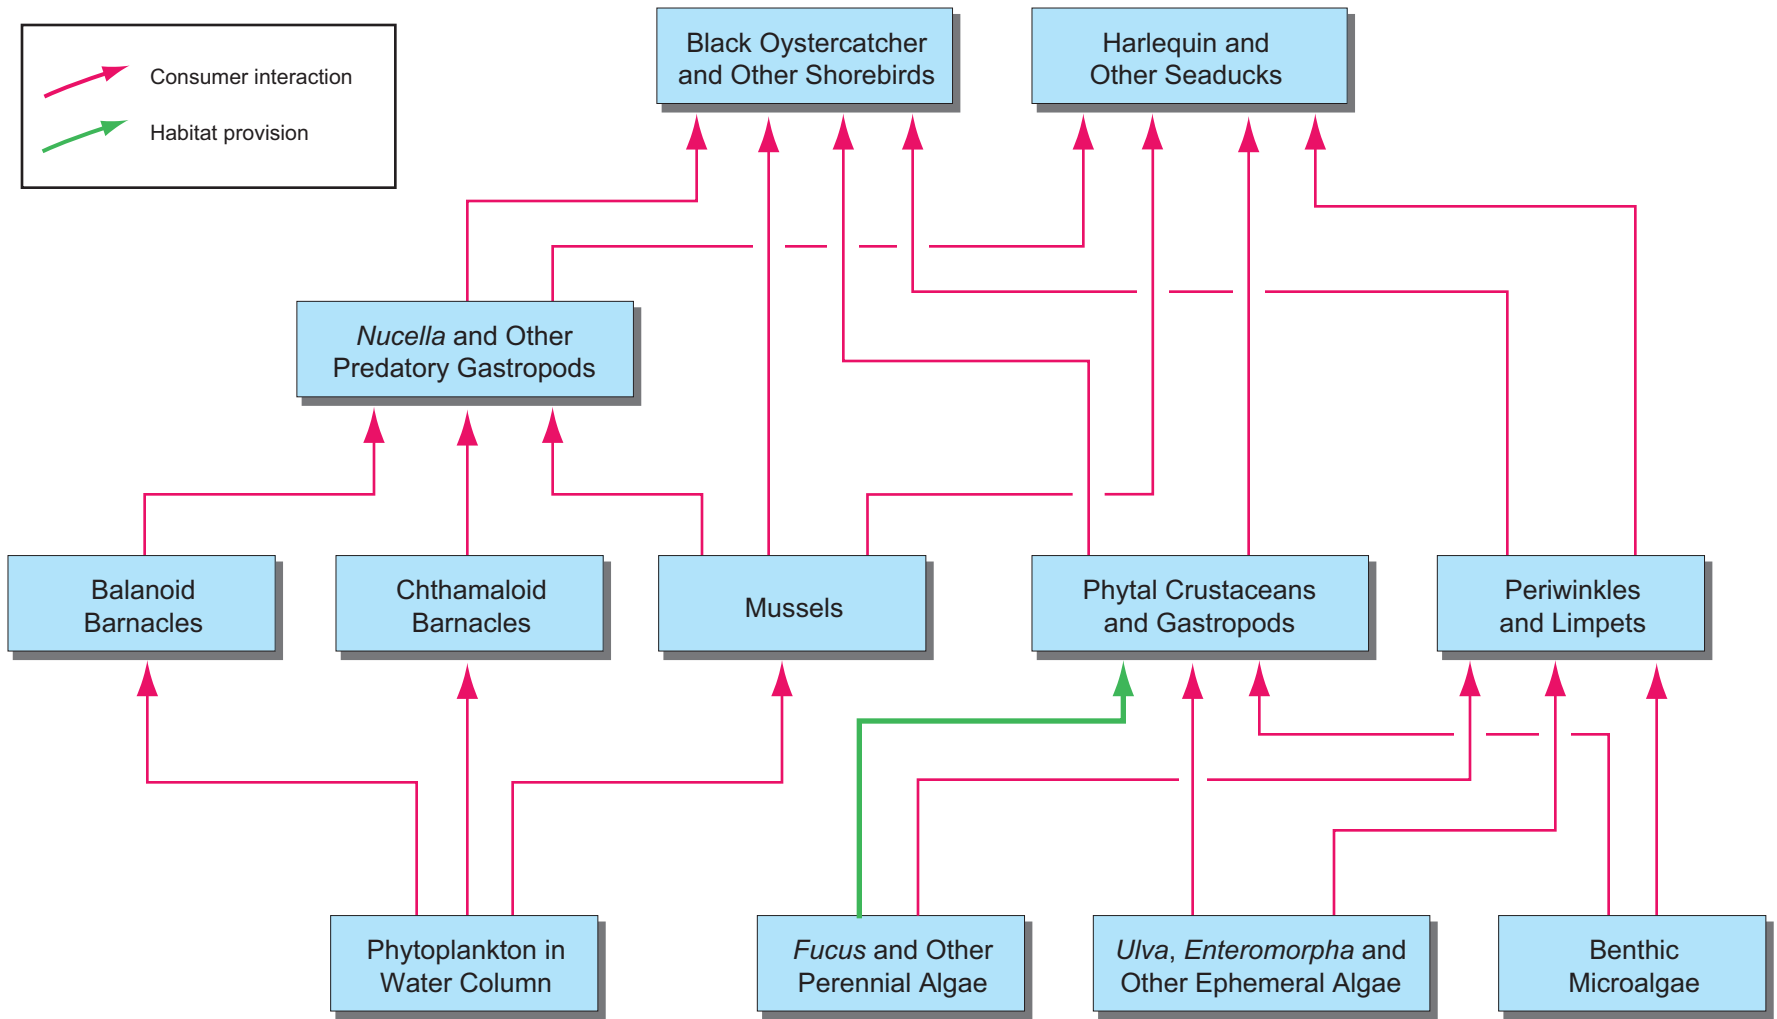 Consumer interaction
Habitat provision
Black Oystercatcher
and Other Shorebirds
Harlequin and
Other Seaducks
Nucella and Other
Predatory Gastropods
Balanoid
Barnacles
Chthamaloid
Barnacles
Mussels
Phytal Crustaceans
and Gastropods
Periwinkles
and Limpets
Phytoplankton in
Water Column
Fucus and Other
Perennial Algae
Ulva, Enteromorpha and
Other Ephemeral Algae
Benthic
Microalgae